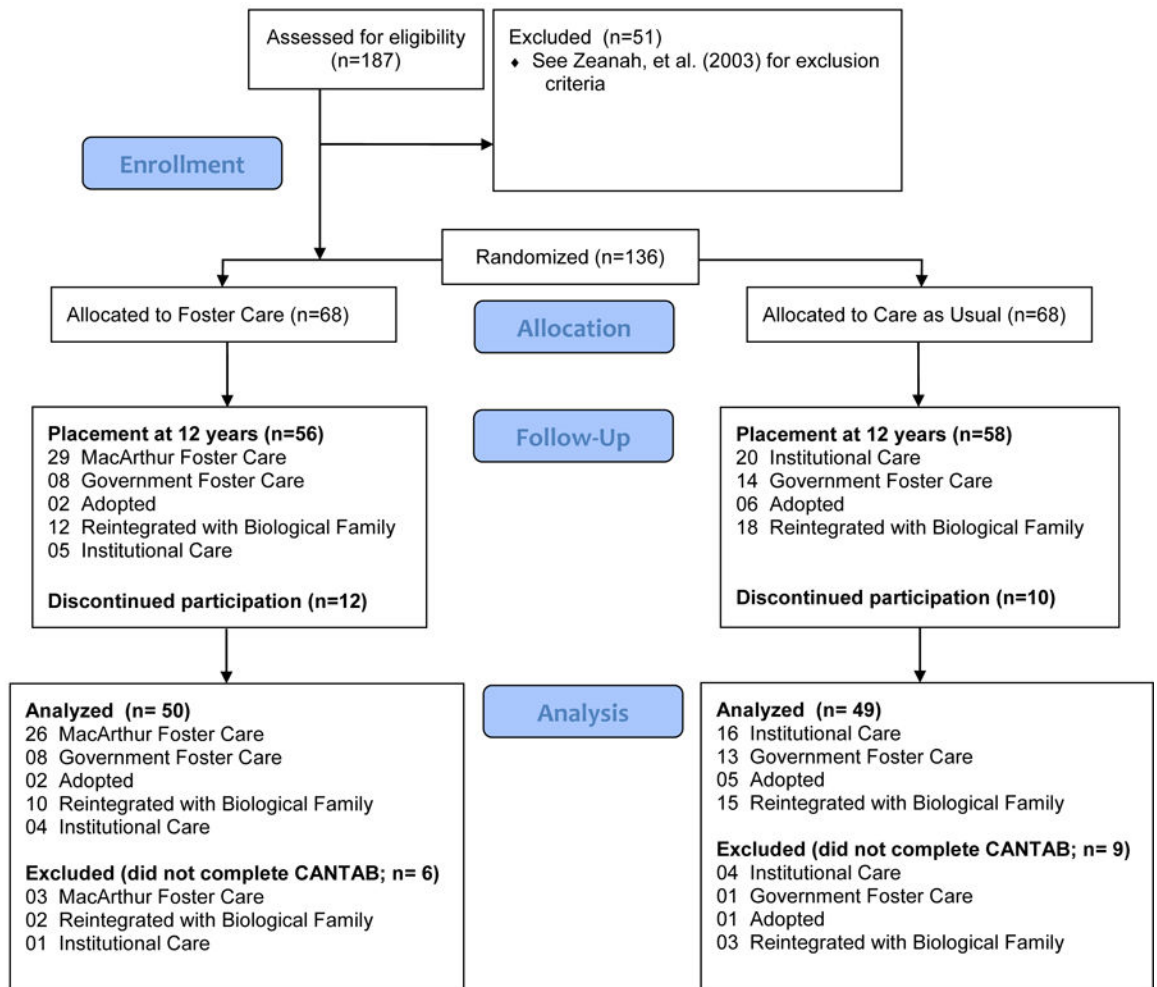 Assessed for eligibility
(n=187)
Excluded (n=51)
♦ See Zeanah, et al. (2003) for exclusion
criteria
Enrollment
Randomized (n=136)
Allocated to Foster Care (n=68)
Allocation
Allocated to Care as Usual (n=68)
Placement at 12 years (n=56)
29 MacArthur Foster Care
08 Government Foster Care
02 Adopted
12 Reintegrated with Biological Family
05 Institutional Care
Discontinued participation (n=12)
Follow-Up
Placement at 12 years (n=58)
20 Institutional Care
14 Government Foster Care
06 Adopted
18 Reintegrated with Biological Family
Discontinued participation (n=10)
Analyzed (n= 50)
26 MacArthur Foster Care
08 Government Foster Care
02 Adopted
10 Reintegrated with Biological Family
04 Institutional Care
Excluded (did not complete CANTAB; n= 6)
03 MacArthur Foster Care
02 Reintegrated with Biological Family
01 Institutional Care
Analysis
Analyzed (n= 49)
16 Institutional Care
13 Government Foster Care
05 Adopted
15 Reintegrated with Biological Family
Excluded (did not complete CANTAB; n= 9)
04 Institutional Care
01 Government Foster Care
01 Adopted
03 Reintegrated with Biological Family